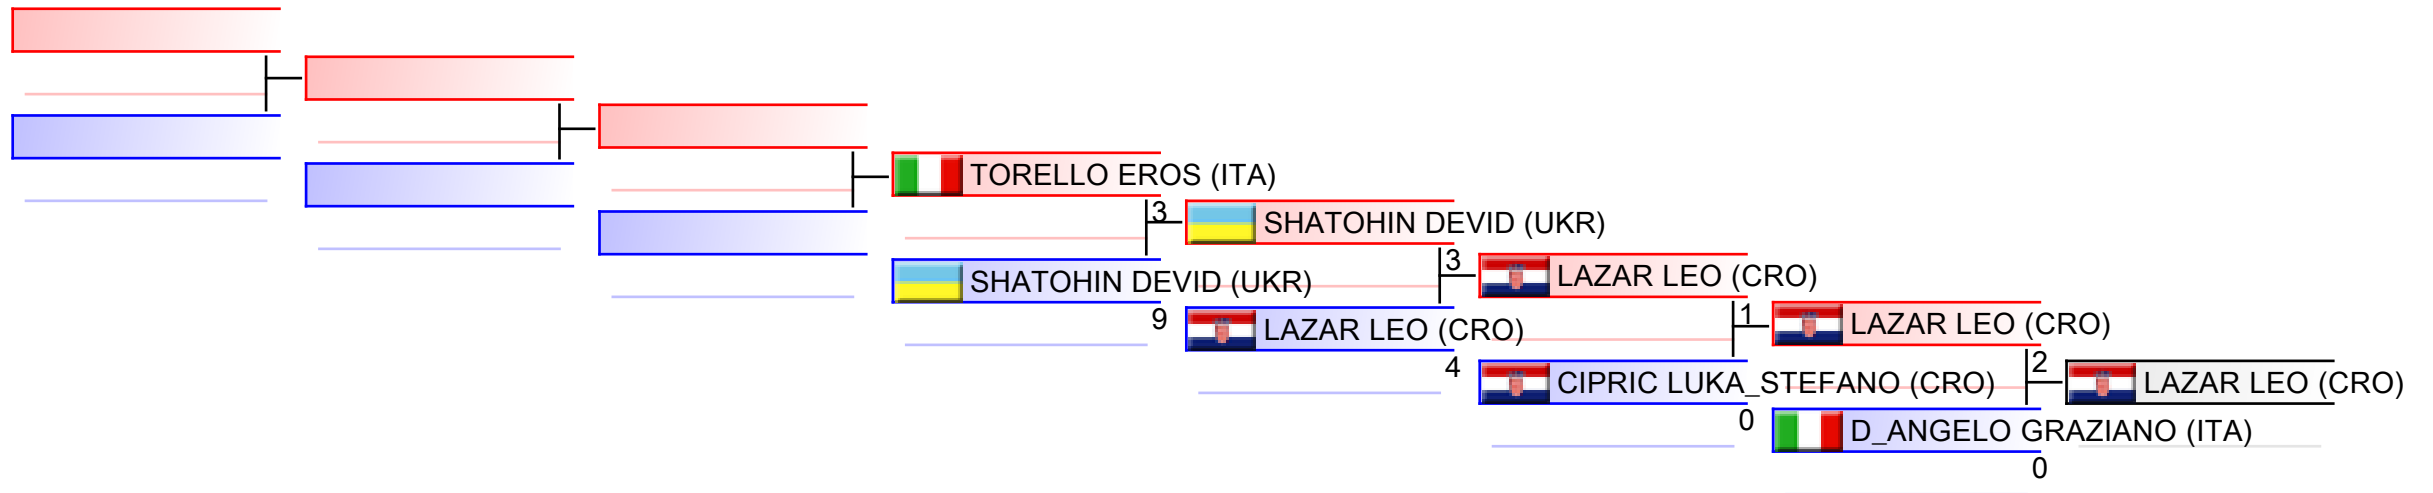 TORELLO EROS (ITA)
3
SHATOHIN DEVID (UKR)
SHATOHIN DEVID (UKR)
9
3
LAZAR LEO (CRO)
LAZAR LEO (CRO)
4
1
LAZAR LEO (CRO)
CIPRIC LUKA_STEFANO (CRO)
0
2
LAZAR LEO (CRO)
D_ANGELO GRAZIANO (ITA)
0